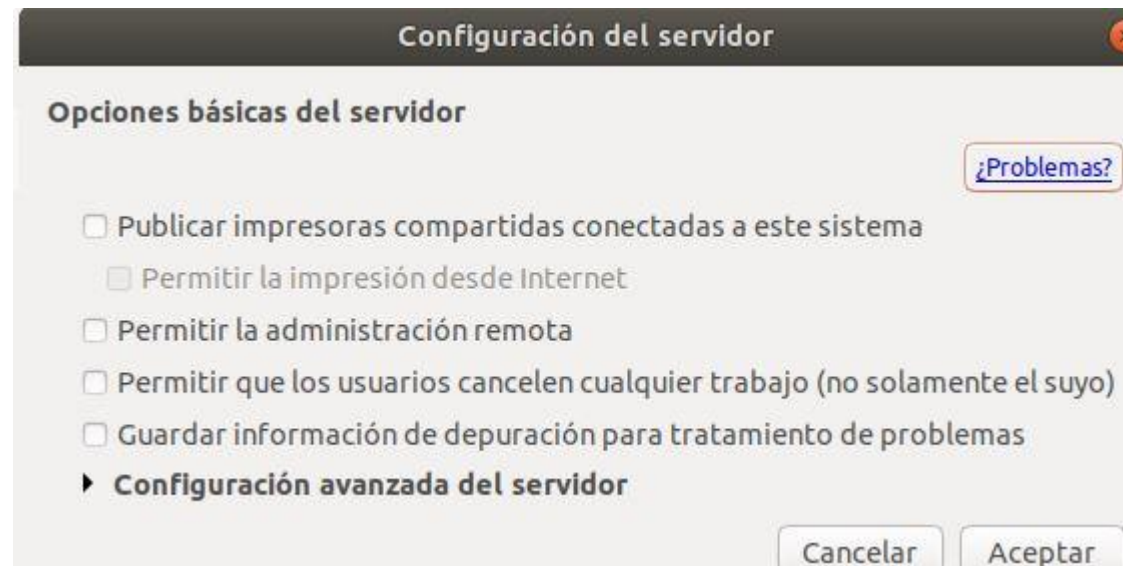 Configuración del servidor
Opciones básicas del servidor
¿Problemas?
Publicar impresoras compartidas conectadas a este sistema
Permitir la impresión desde Internet
Permitir la administración remota
Permitir que los usuarios cancelen cualquier trabajo (no solamente el suyo)
Guardar información de depuración para tratamiento de problemas
Configuración avanzada del servidor
Cancelar Aceptar